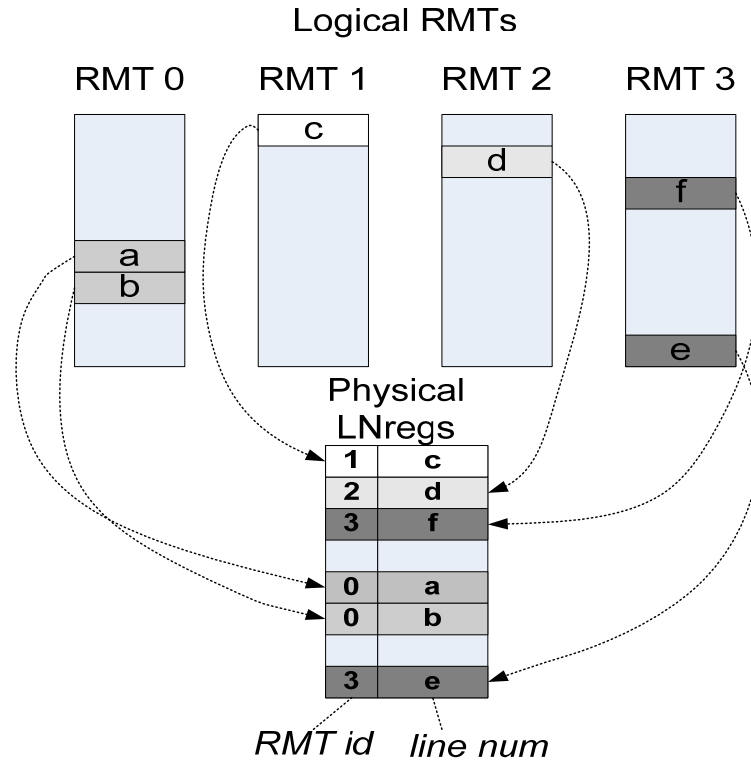 Logical RMTs
RMT 0 RMT 1 RMT 2 RMT 3
c
d
f
a
b
e
Physical
LNregs
1 c
2 d
3 f
0 a
0 b
3 e
RMT id line num